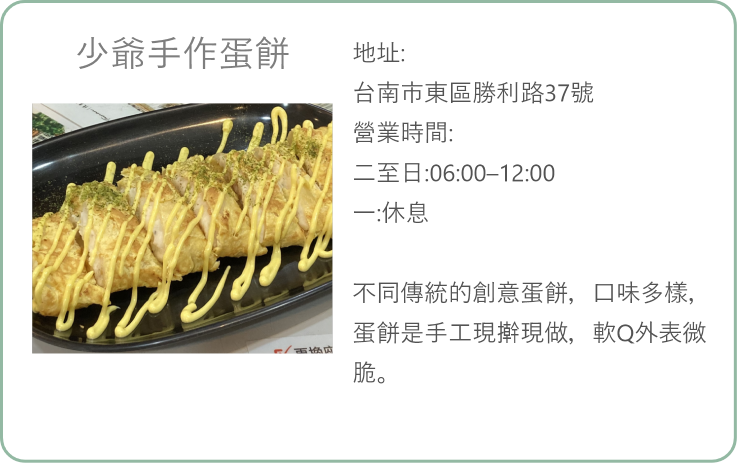 少爺手作蛋餅
地址:
台南市東區勝利路37號
營業時間:
二至日:06:00–12:00
一:休息
不同傳統的創意蛋餅，口味多樣，
蛋餅是手工現擀現做，軟Q外表微
脆。